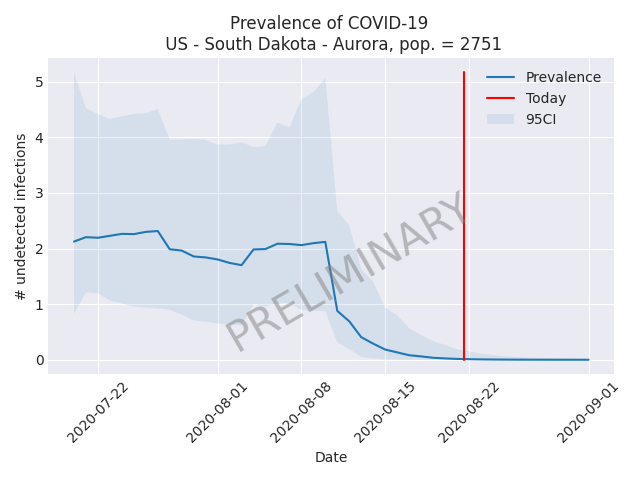 Prevalence of COVID-19
US - South Dakota - Aurora, pop. = 2751
# undetected infections
5
4
3
2
1
0
Prevalence
Today
95CI
PRELIMINARY
2020-07-22
2020-08-01
2020-08-08
2020-08-15
2020-08-22
2020-09-01
Date